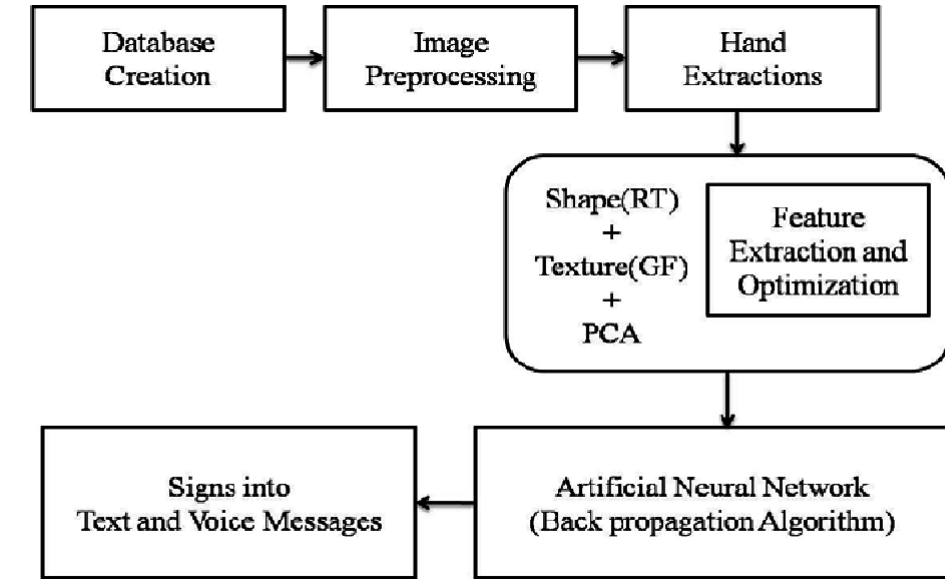 Database
Creation
Image
Preprocessing
Hand
Extractions
Shape(RT)
+
Texture(GF)
+
PCA
Feature
Extraction and
Optimization
Artificial Neural Network
(Back propagation Algorithm)
Signs into
Text and Voice Messages